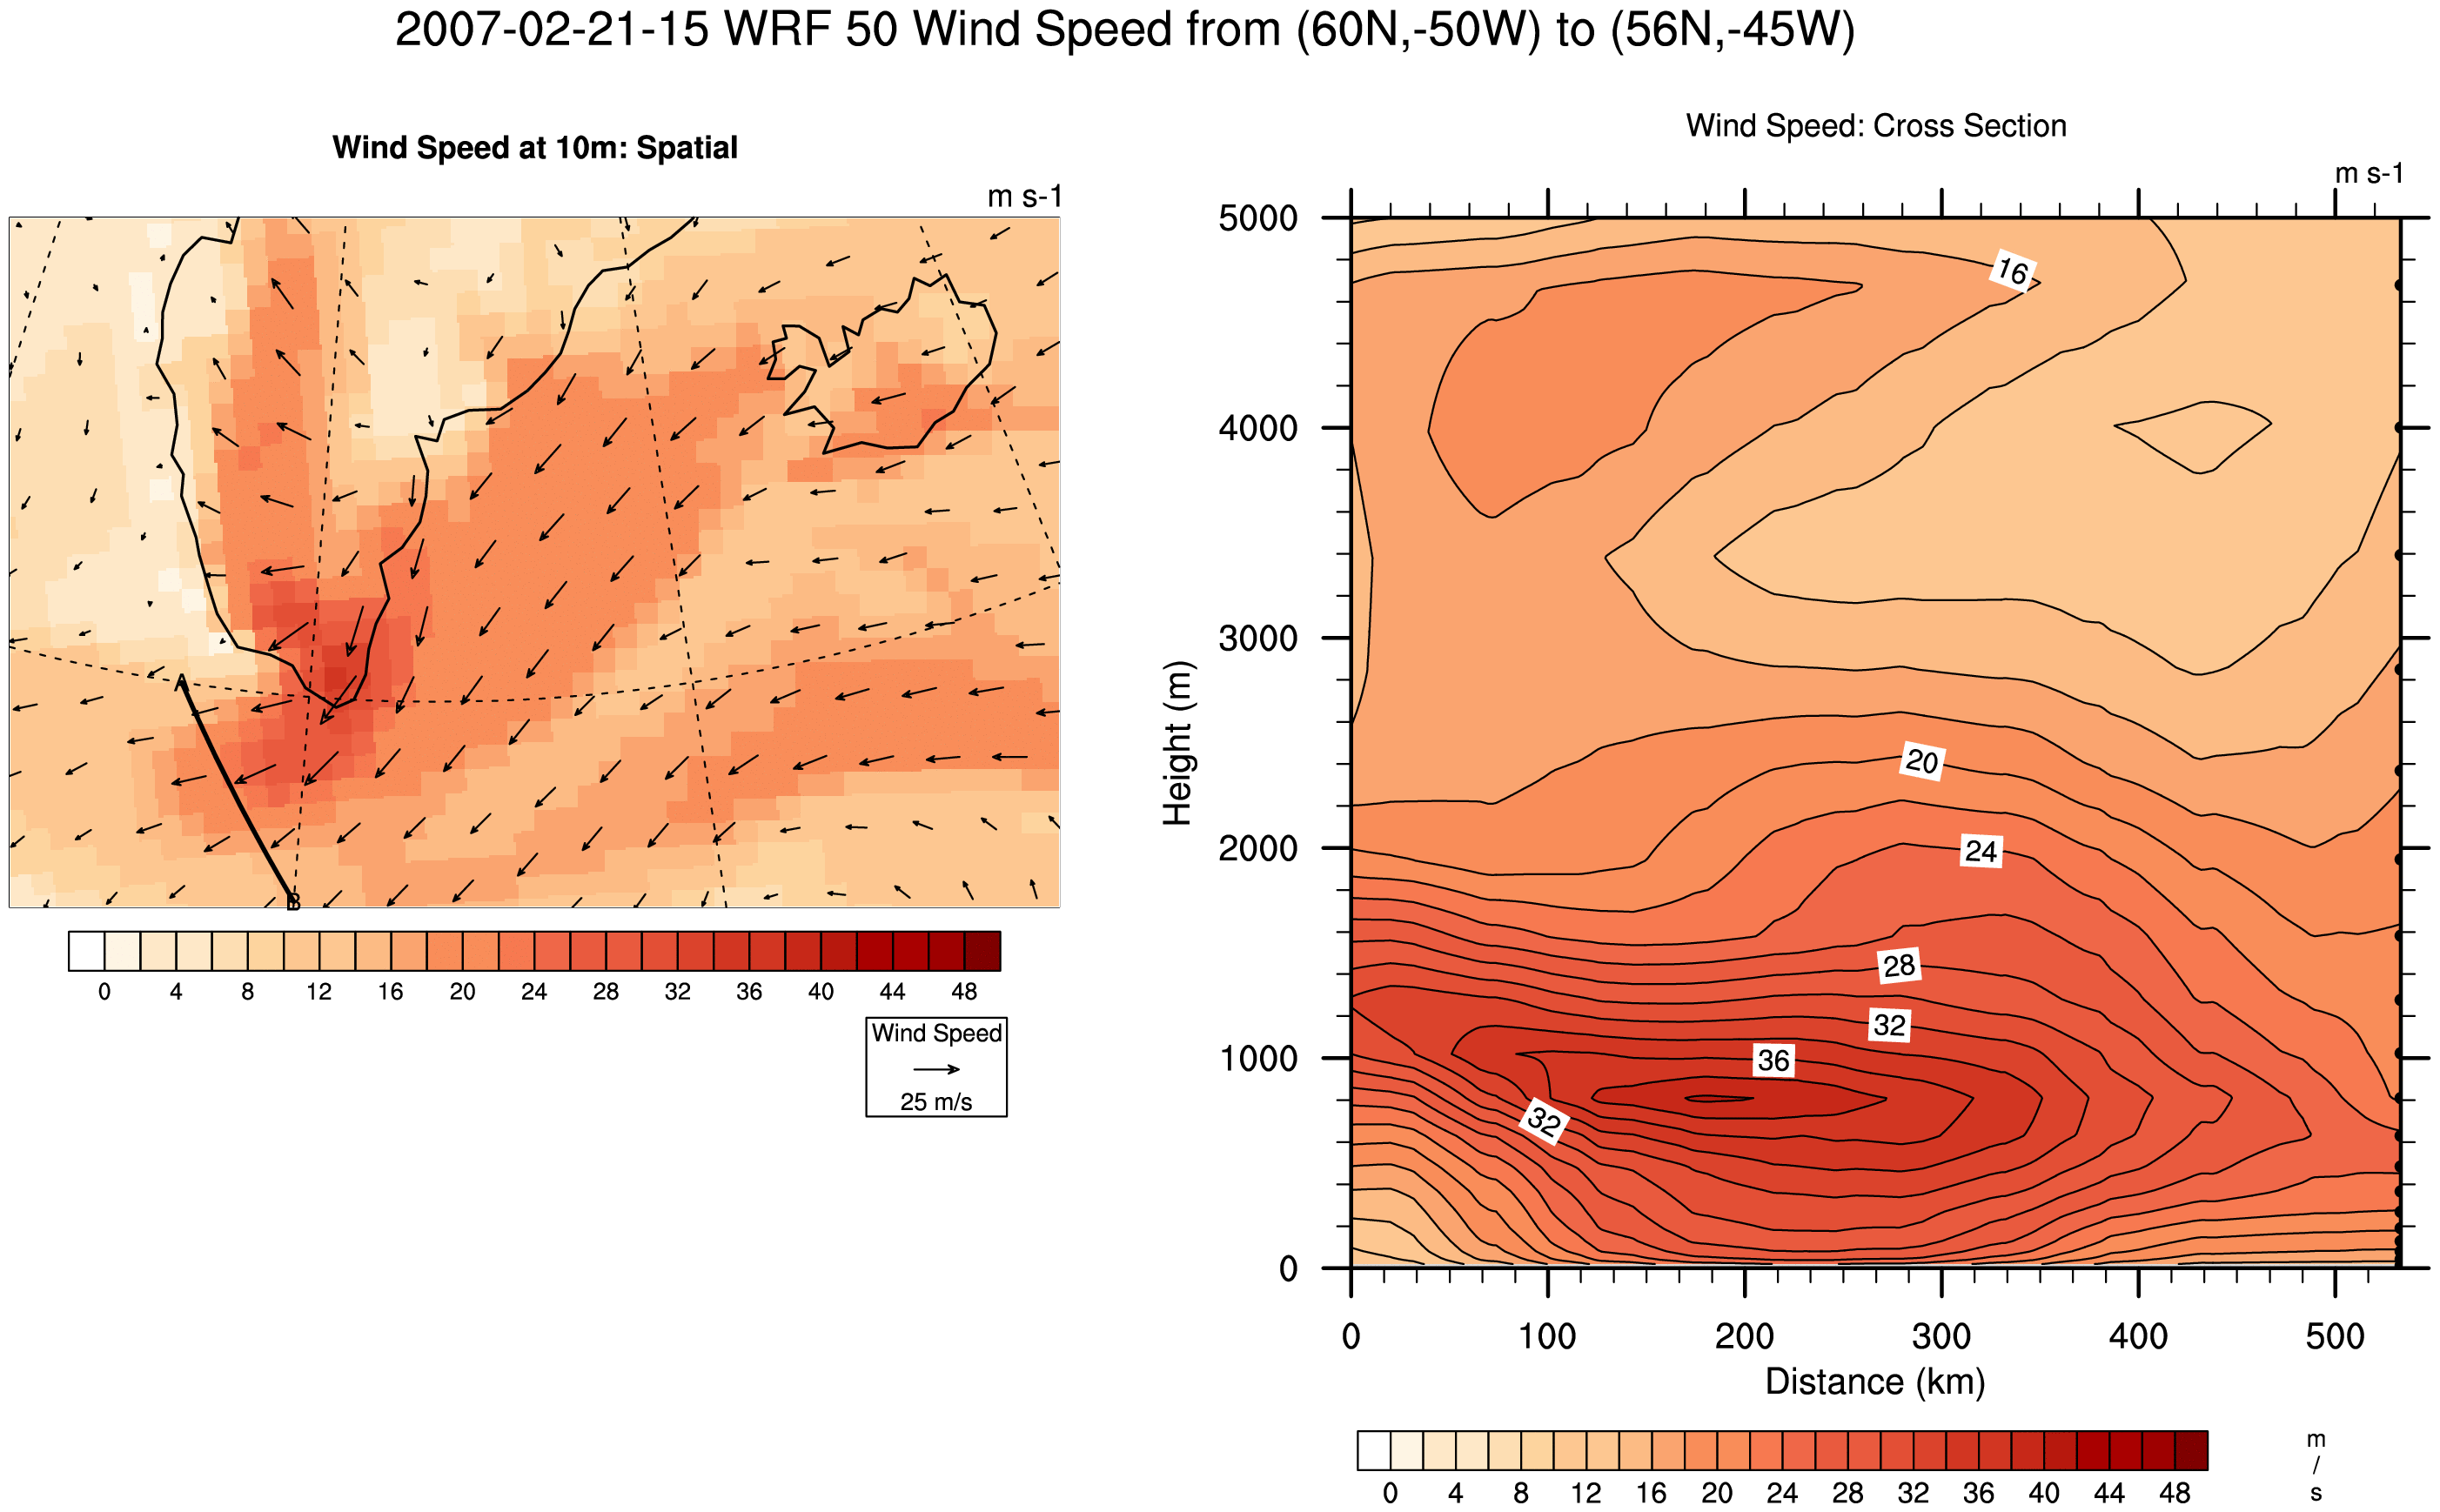 2007-02-21-15 WRF 50 Wind Speed from (60N,-50W) to (56N,-45W)
Wind Speed at 10m: Spatial
m s-1
A
B
0 4 8 12 16 20 24 28 32 36 40 44 48
Wind Speed
25 m/s
Wind Speed: Cross Section
m s-1
5000
4000
3000
2000
1000
0
Height (m)
16
20
24
28
32
36
32
0 100 200 300 400 500
Distance (km)
0 4 8 12 16 20 24 28 32 36 40 44 48
m
/
s